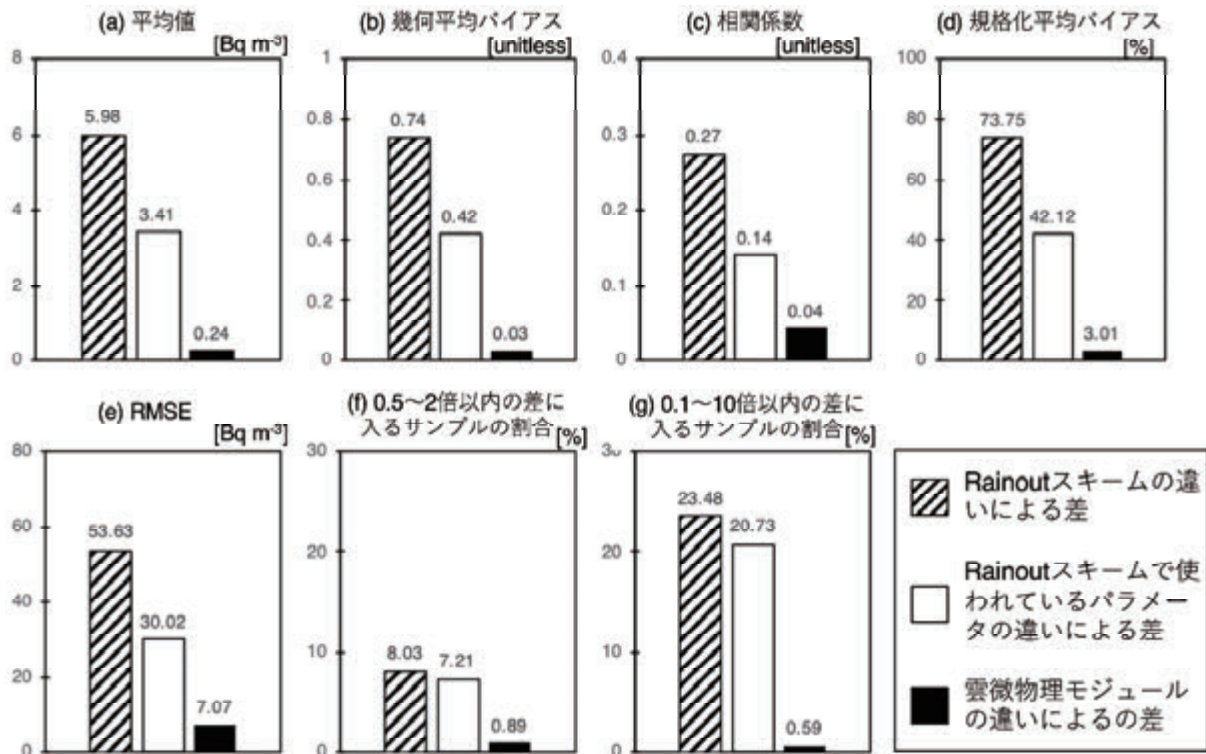 (a) 平均値
[Bq m-3]
8
6
4
2
0
5.98
3.41
0.24
(b) 幾何平均バイアス
[unitless]
1
0.8
0.6
0.4
0.2
0
0.74
0.42
0.03
(c) 相関係数
[unitless]
0.4
0.3
0.2
0.1
0
0.27
0.14
0.04
(d) 規格化平均バイアス
[%]
100
80
60
40
20
0
73.75
42.12
3.01
(e) RMSE
[Bq m-3]
80
60
40
20
0
53.63
30.02
7.07
(f) 0.5～2倍以内の差に
入るサンプルの割合[%]
30
20
10
0
8.03
7.21
0.89
(g) 0.1～10倍以内の差に
入るサンプルの割合[%]
30
20
10
0
23.48
20.73
0.59
Rainoutスキームの違
いによる差
Rainoutスキームで使
われているパラメー
タの違いによる差
雲微物理モジュール
の違いによるの差